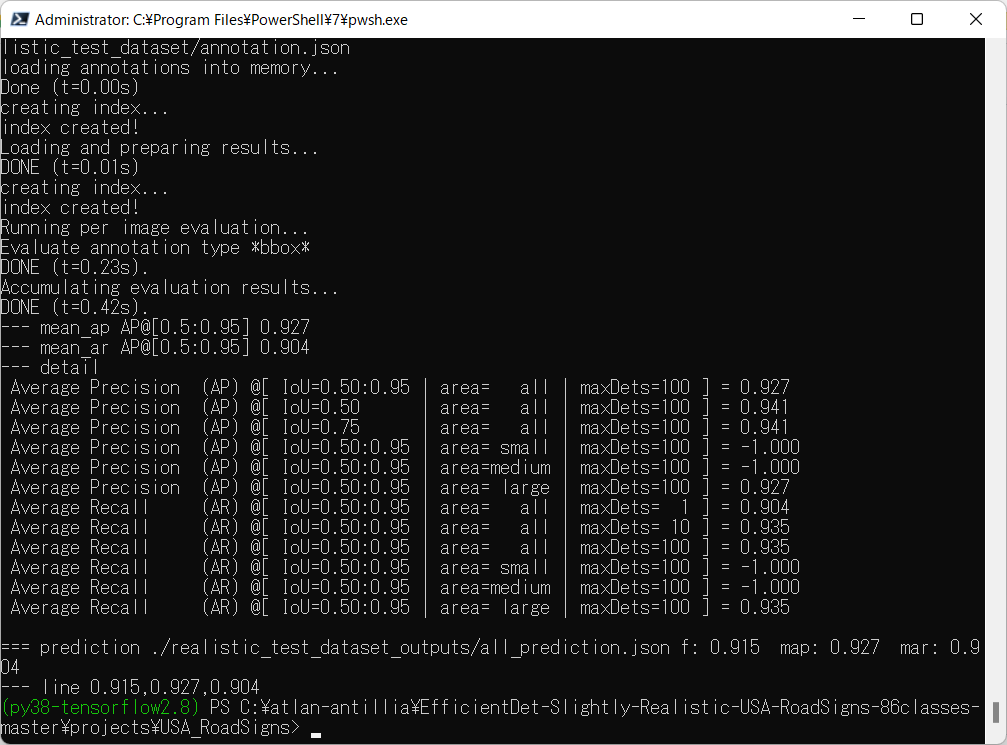 Administrator: C:¥Program Files¥PowerShell¥7¥pwsh.exe
listic_test_dataset/annotation.json
loading annotations into memory...
Done (t=0.00s)
creating index...
index created!
Loading and preparing results...
DONE (t=0.01s)
creating index...
index created!
Running per image evaluation...
Evaluate annotation type *bbox*
DONE (t=0.23s).
Accumulating evaluation results...
DONE (t=0.42s).
--- mean_ap AP@[0.5:0.95] 0.927
--- mean_ar AP@[0.5:0.95] 0.904
--- detail
 Average Precision  (AP) @[ IoU=0.50:0.95 | area=   all | maxDets=100 ] = 0.927
 Average Precision  (AP) @[ IoU=0.50      | area=   all | maxDets=100 ] = 0.941
 Average Precision  (AP) @[ IoU=0.75      | area=   all | maxDets=100 ] = 0.941
 Average Precision  (AP) @[ IoU=0.50:0.95 | area= small | maxDets=100 ] = -1.000
 Average Precision  (AP) @[ IoU=0.50:0.95 | area=medium | maxDets=100 ] = -1.000
 Average Precision  (AP) @[ IoU=0.50:0.95 | area= large | maxDets=100 ] = 0.927
 Average Recall     (AR) @[ IoU=0.50:0.95 | area=   all | maxDets=  1 ] = 0.904
 Average Recall     (AR) @[ IoU=0.50:0.95 | area=   all | maxDets= 10 ] = 0.935
 Average Recall     (AR) @[ IoU=0.50:0.95 | area=   all | maxDets=100 ] = 0.935
 Average Recall     (AR) @[ IoU=0.50:0.95 | area= small | maxDets=100 ] = -1.000
 Average Recall     (AR) @[ IoU=0.50:0.95 | area=medium | maxDets=100 ] = -1.000
 Average Recall     (AR) @[ IoU=0.50:0.95 | area= large | maxDets=100 ] = 0.935
=== prediction ./realistic_test_dataset_outputs/all_prediction.json f: 0.915  map: 0.927  mar: 0.9
04
--- line 0.915,0.927,0.904
(py38-tensorflow2.8) PS C:¥atlan-antillia¥EfficientDet-Slightly-Realistic-USA-RoadSigns-86classes-
master¥projects¥USA_RoadSigns>